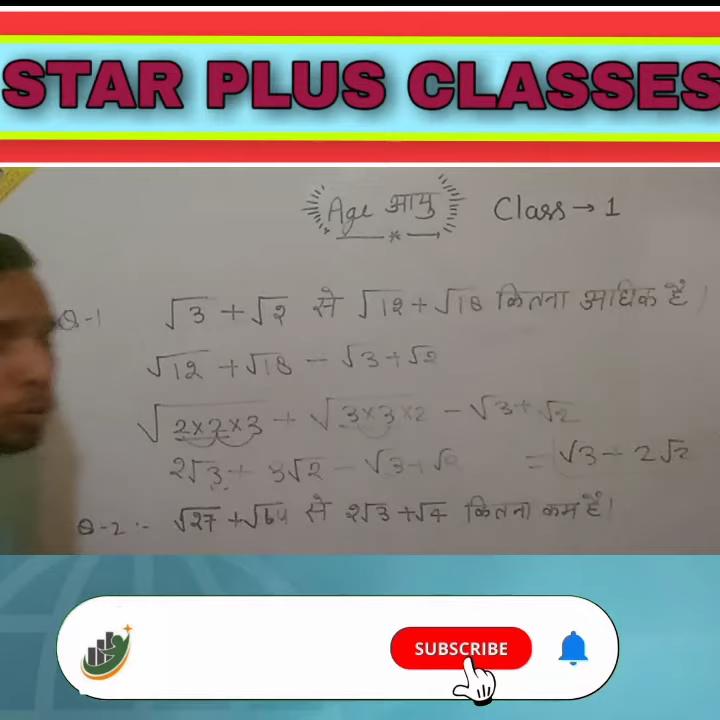 STAR PLUS CLASSES
Age आयु Class → 1
Q-1 √3 + √2 से √12 + √18 कितना अधिक है।
√12 + √18 - √3 + √2
√2×2×3 + √3×3×2 - √3 + √2
2√3 + 3√2 - √3 + √2 = √3 - 2√2
Q-2 :- √27 + √64 से 2√3 + √4 कितना कम है।
SUBSCRIBE